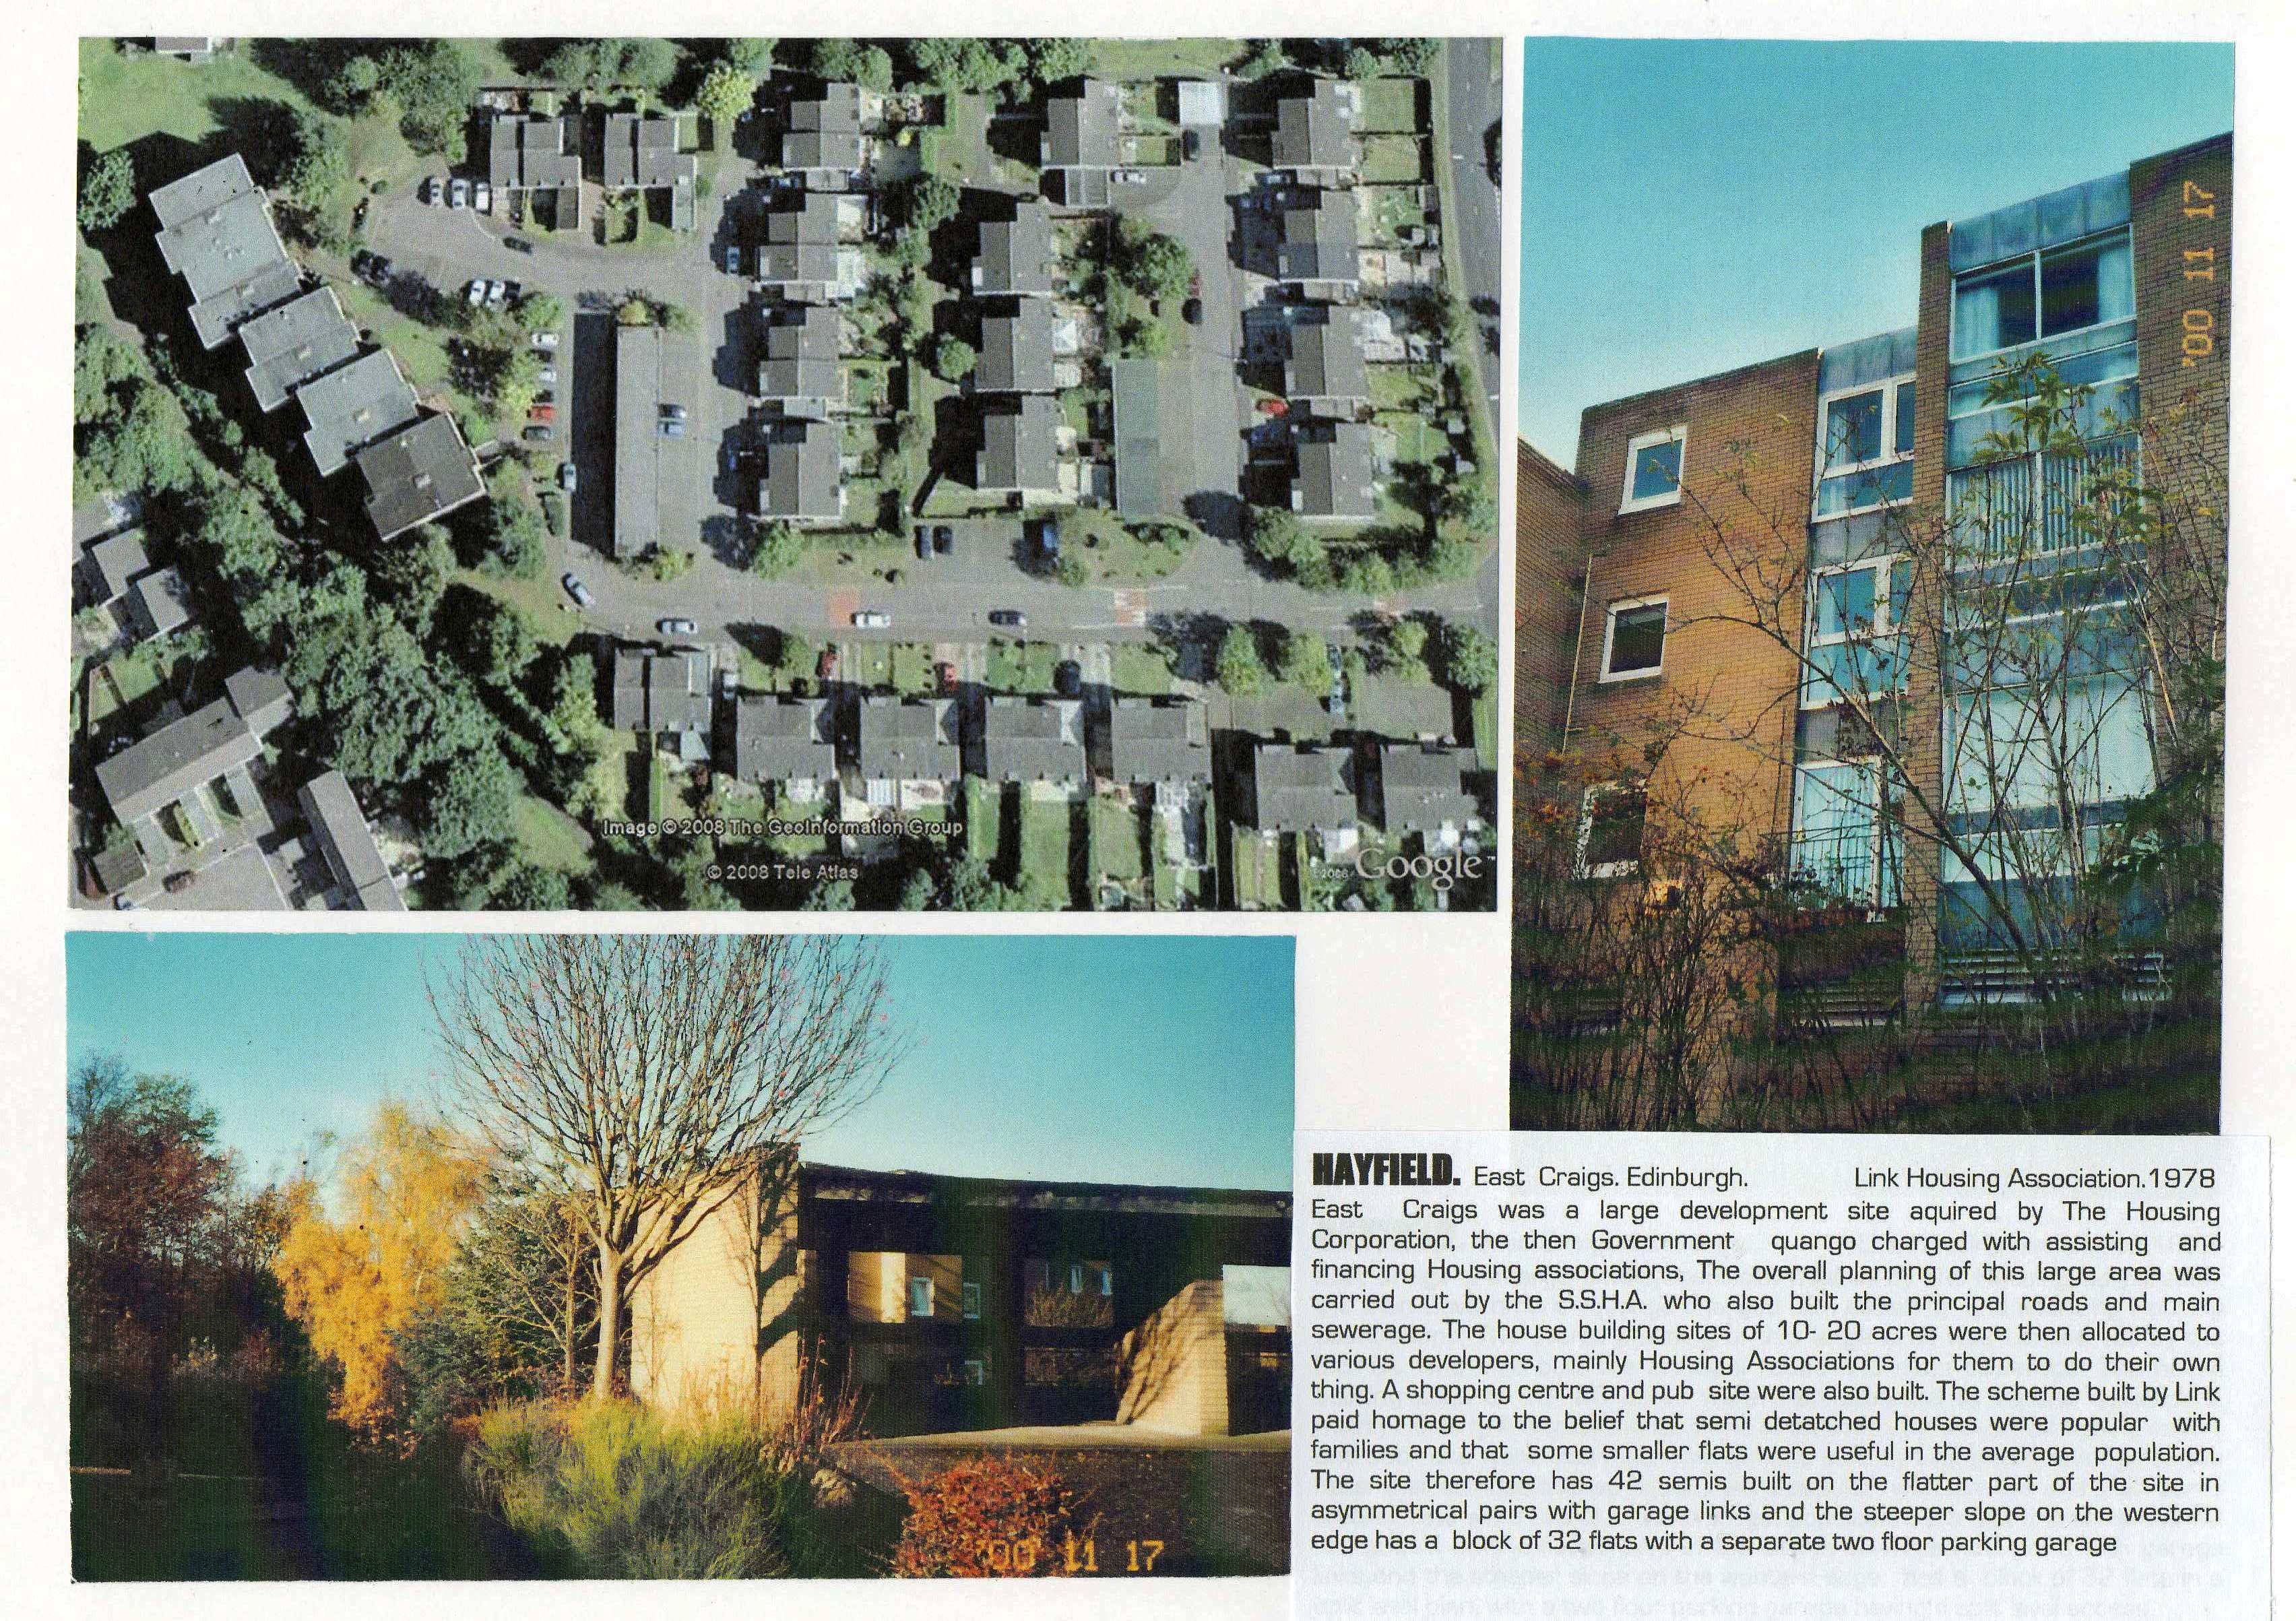 '00 11 17
Image © 2008 The GeoInformation Group
© 2008 Tele Atlas
Google
'00 11 17
HAYFIELD. East Craigs. Edinburgh. Link Housing Association.1978
East Craigs was a large development site aquired by The Housing
Corporation, the then Government quango charged with assisting and
financing Housing associations, The overall planning of this large area was
carried out by the S.S.H.A. who also built the principal roads and main
sewerage. The house building sites of 10- 20 acres were then allocated to
various developers, mainly Housing Associations for them to do their own
thing. A shopping centre and pub site were also built. The scheme built by Link
paid homage to the belief that semi detatched houses were popular with
families and that some smaller flats were useful in the average population.
The site therefore has 42 semis built on the flatter part of the site in
asymmetrical pairs with garage links and the steeper slope on the western
edge has a block of 32 flats with a separate two floor parking garage